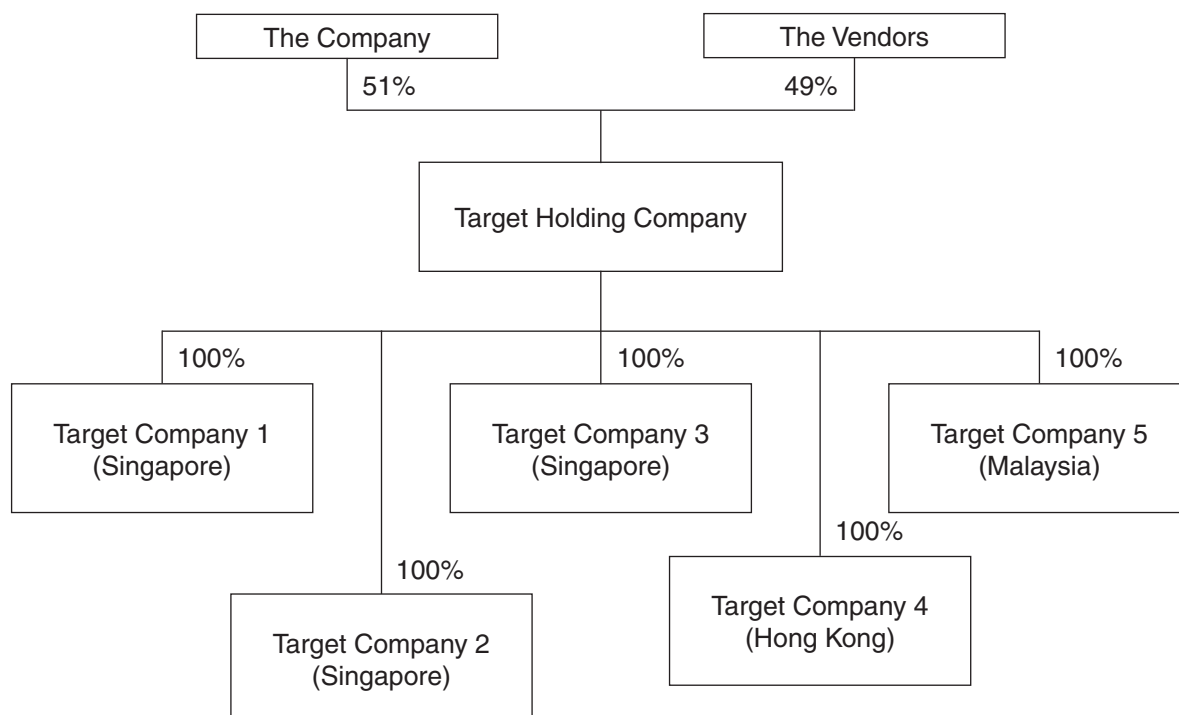 The Company
The Vendors
51%
49%
Target Holding Company
100%
100%
100%
Target Company 1
(Singapore)
Target Company 3
(Singapore)
Target Company 5
(Malaysia)
100%
100%
Target Company 2
(Singapore)
Target Company 4
(Hong Kong)